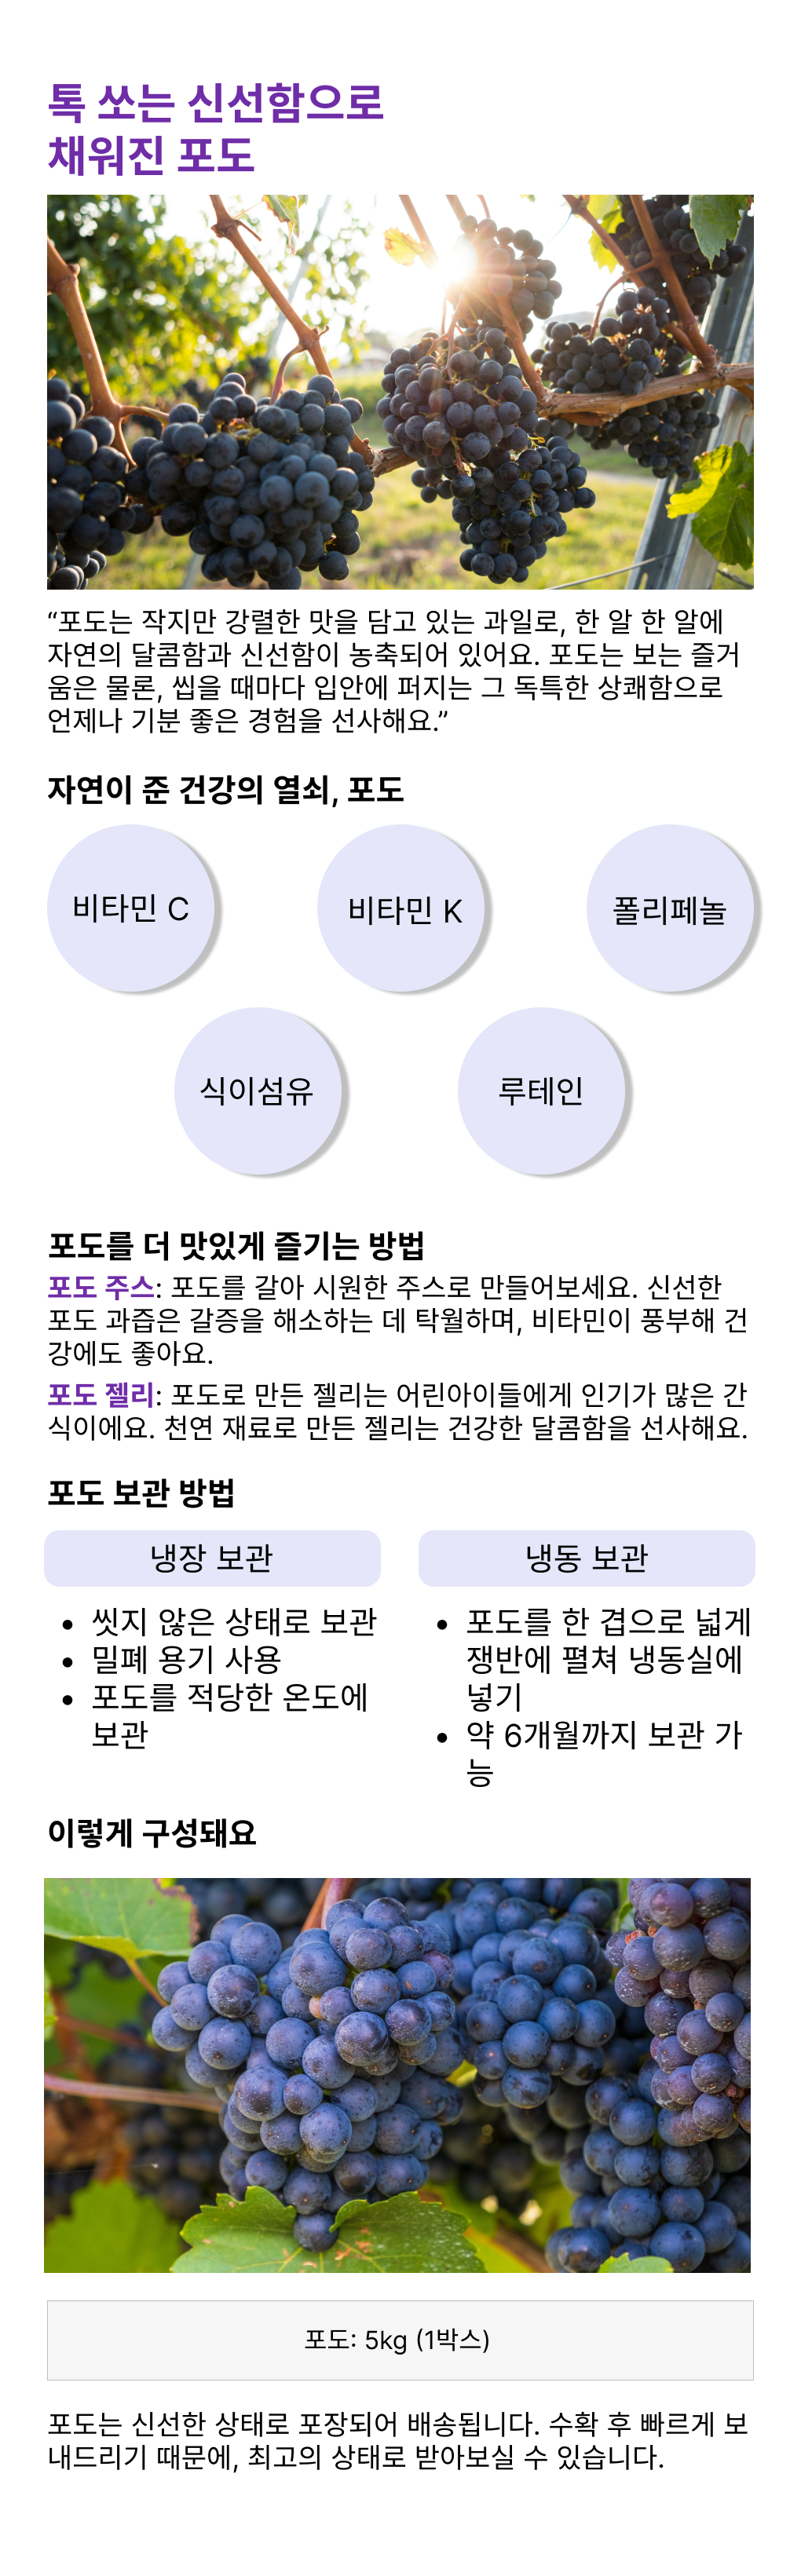 톡 쏘는 신선함으로
채워진 포도
“포도는 작지만 강렬한 맛을 담고 있는 과일로, 한 알 한 알에
자연의 달콤함과 신선함이 농축되어 있어요. 포도는 보는 즐거
움은 물론, 씹을 때마다 입안에 퍼지는 그 독특한 상쾌함으로
언제나 기분 좋은 경험을 선사해요.”
자연이 준 건강의 열쇠, 포도
비타민 C
비타민 K
폴리페놀
식이섬유
루테인
포도를 더 맛있게 즐기는 방법
포도 주스: 포도를 갈아 시원한 주스로 만들어보세요. 신선한
포도 과즙은 갈증을 해소하는 데 탁월하며, 비타민이 풍부해 건
강에도 좋아요.
포도 젤리: 포도로 만든 젤리는 어린아이들에게 인기가 많은 간
식이에요. 천연 재료로 만든 젤리는 건강한 달콤함을 선사해요.
포도 보관 방법
냉장 보관
• 씻지 않은 상태로 보관
• 밀폐 용기 사용
• 포도를 적당한 온도에
보관
냉동 보관
• 포도를 한 겹으로 넓게
쟁반에 펼쳐 냉동실에
넣기
• 약 6개월까지 보관 가
능
이렇게 구성돼요
포도: 5kg (1박스)
포도는 신선한 상태로 포장되어 배송됩니다. 수확 후 빠르게 보
내드리기 때문에, 최고의 상태로 받아보실 수 있습니다.